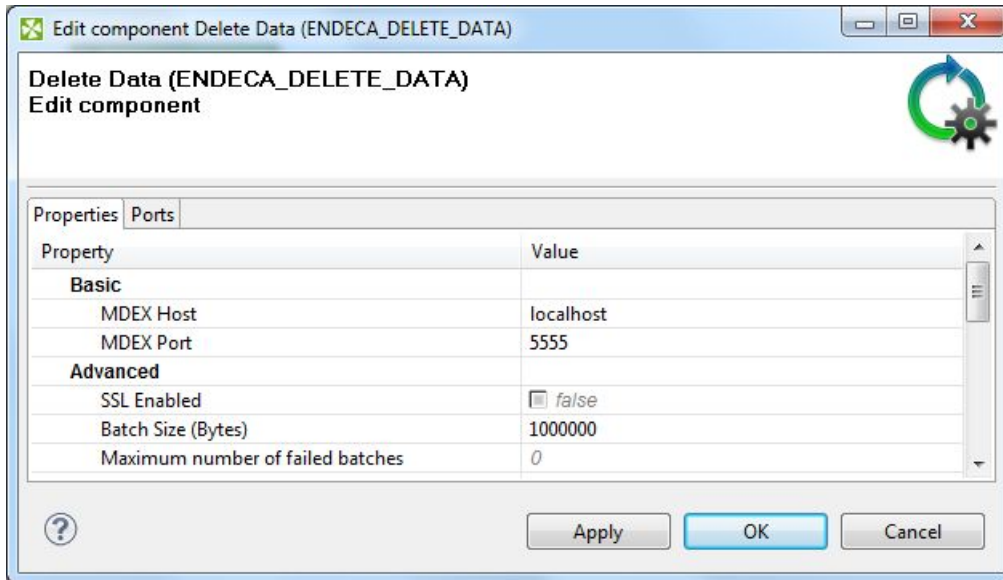 Edit component Delete Data (ENDECA_DELETE_DATA)
Delete Data (ENDECA_DELETE_DATA)
Edit component
Properties Ports
Property Value
Basic
MDEX Host localhost
MDEX Port 5555
Advanced
SSL Enabled false
Batch Size (Bytes) 1000000
Maximum number of failed batches 0
? Apply OK Cancel